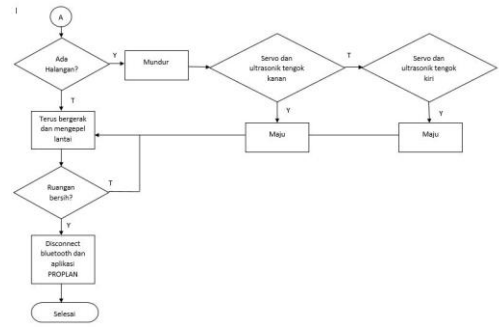 I
A
Ada
Halangan?
Y
Mundur
Servo dan
ultrasonik tengok
kanan
T
Servo dan
ultrasonik tengok
kiri
T
Y
Y
Terus bergerak
dan mengepel
lantai
Maju
Maju
Ruangan
bersih?
T
Y
Disconnect
bluetooth dan
aplikasi
PROPLAN
Selesai